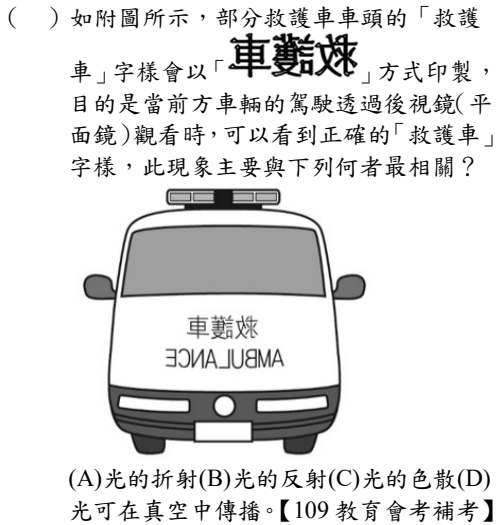 (　)如附圖所示，部分救護車車頭的「救護
車」字樣會以「車護救」方式印製，
目的是當前方車輛的駕駛透過後視鏡(平
面鏡)觀看時，可以看到正確的「救護車」
字樣，此現象主要與下列何者最相關？
車護救
AMBULANCE
(A)光的折射(B)光的反射(C)光的色散(D)
光可在真空中傳播。【109 教育會考補考】